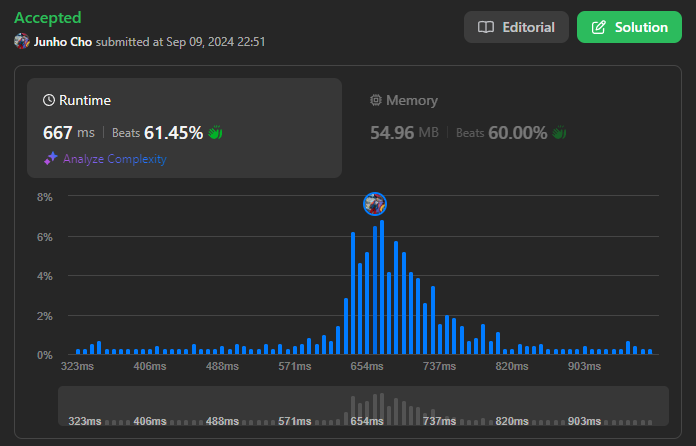 Accepted
Editorial
Solution
Junho Cho submitted at Sep 09, 2024 22:51
Runtime
Memory
667 ms Beats 61.45%
54.96 MB Beats 60.00%
Analyze Complexity
8%
6%
4%
2%
0%
323ms 406ms 488ms 571ms 654ms 737ms 820ms 903ms
323ms 406ms 488ms 571ms 654ms 737ms 820ms 903ms